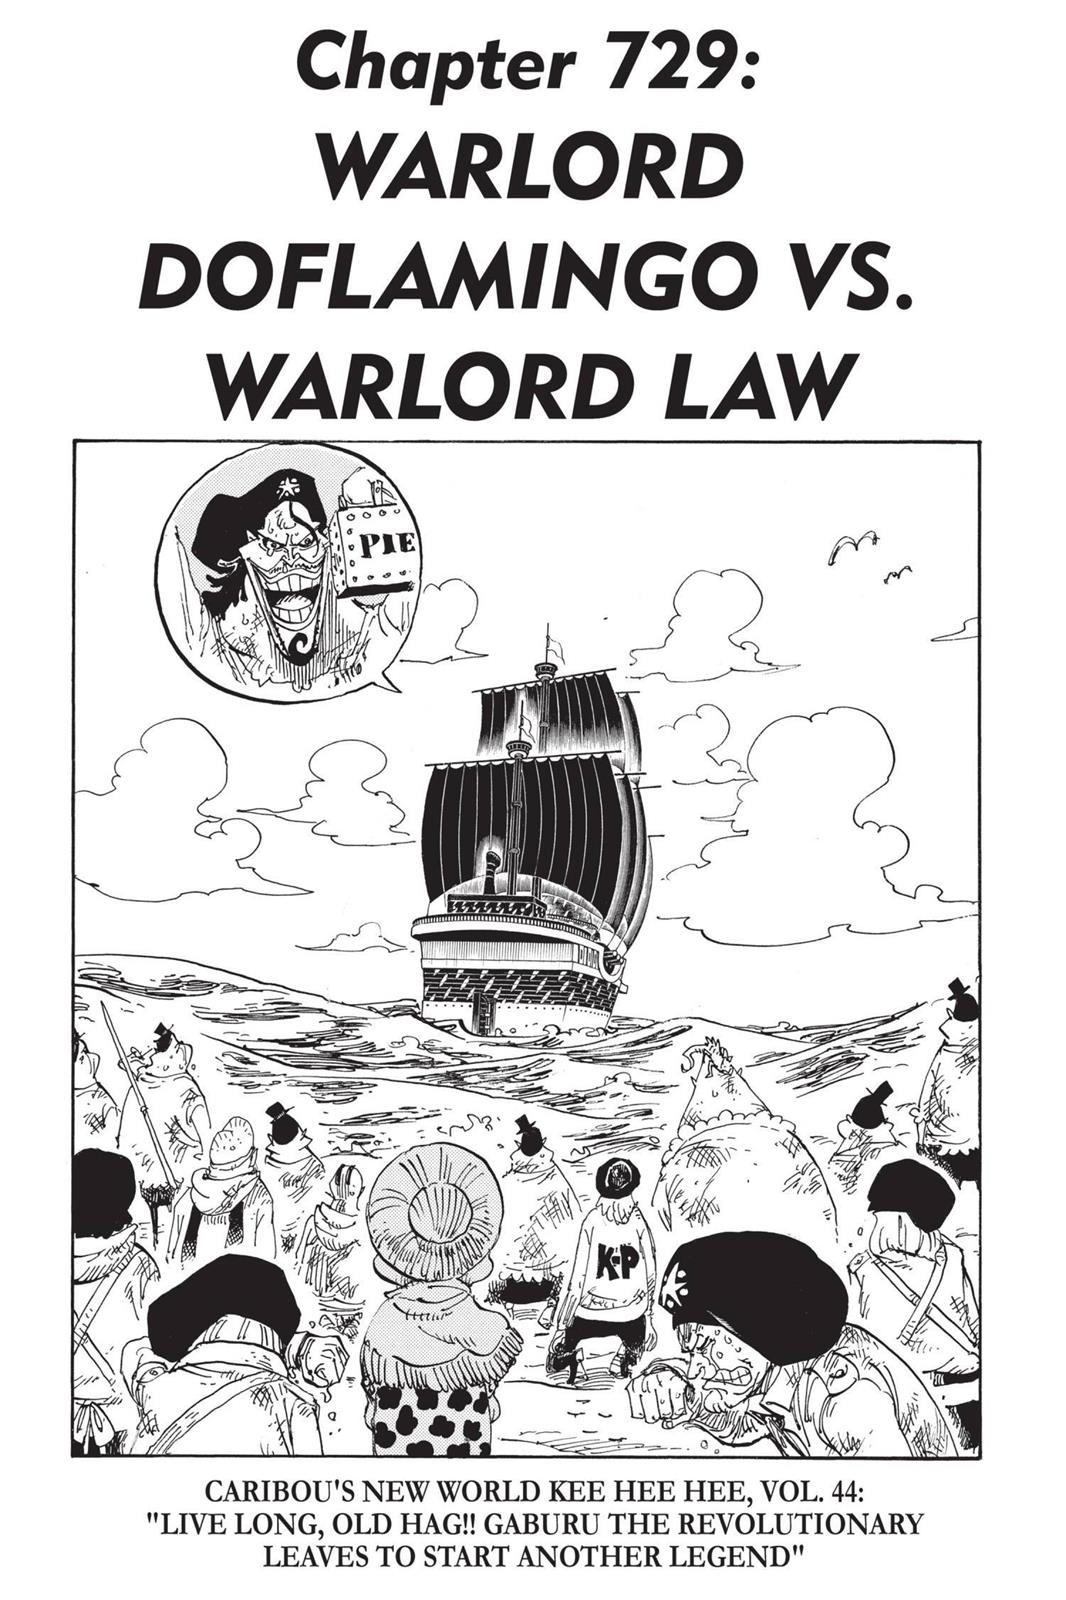 Chapter 729:
WARLORD
DOFLAMINGO VS.
WARLORD LAW
PIE
K-P
CARIBOU'S NEW WORLD KEE HEE HEE, VOL. 44:
"LIVE LONG, OLD HAG!! GABURU THE REVOLUTIONARY
LEAVES TO START ANOTHER LEGEND"